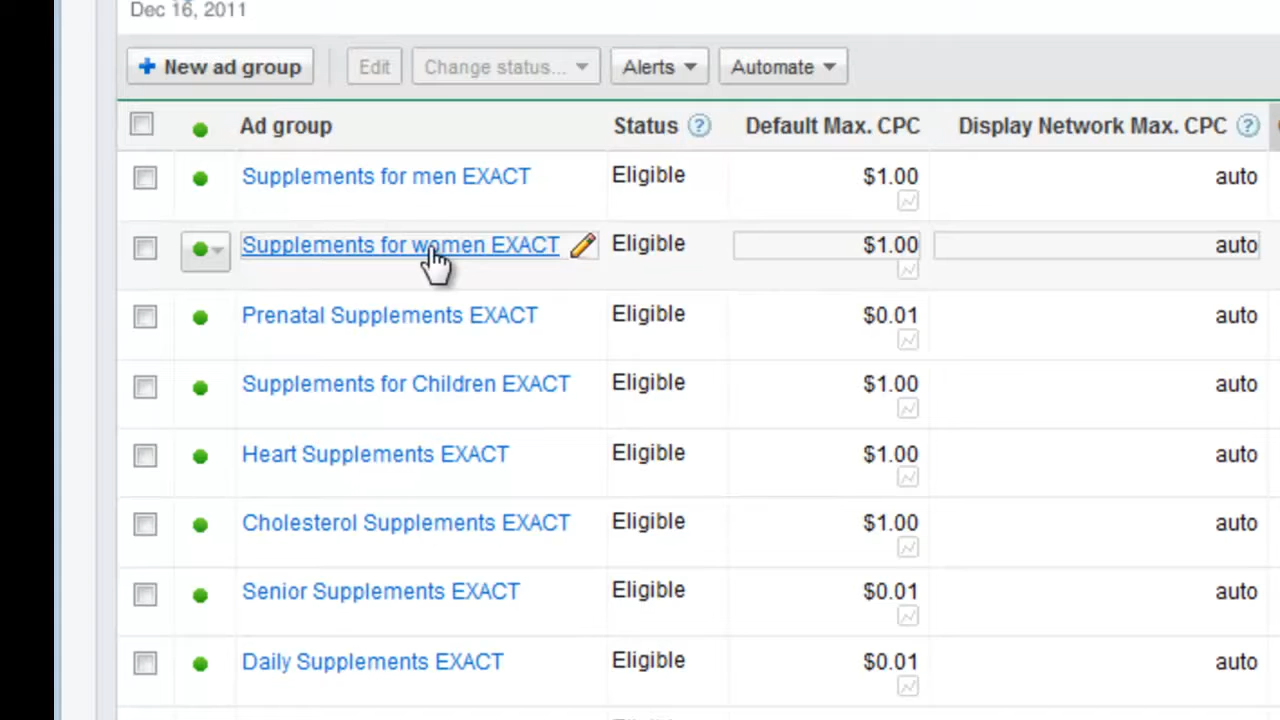 Dec 16, 2011
New ad group Edit Change status... Alerts Automate
Ad group Status ? Default Max. CPC Display Network Max. CPC ?
Supplements for men EXACT Eligible $1.00 auto
Supplements for women EXACT Eligible $1.00 auto
Prenatal Supplements EXACT Eligible $0.01 auto
Supplements for Children EXACT Eligible $1.00 auto
Heart Supplements EXACT Eligible $1.00 auto
Cholesterol Supplements EXACT Eligible $1.00 auto
Senior Supplements EXACT Eligible $0.01 auto
Daily Supplements EXACT Eligible $0.01 auto